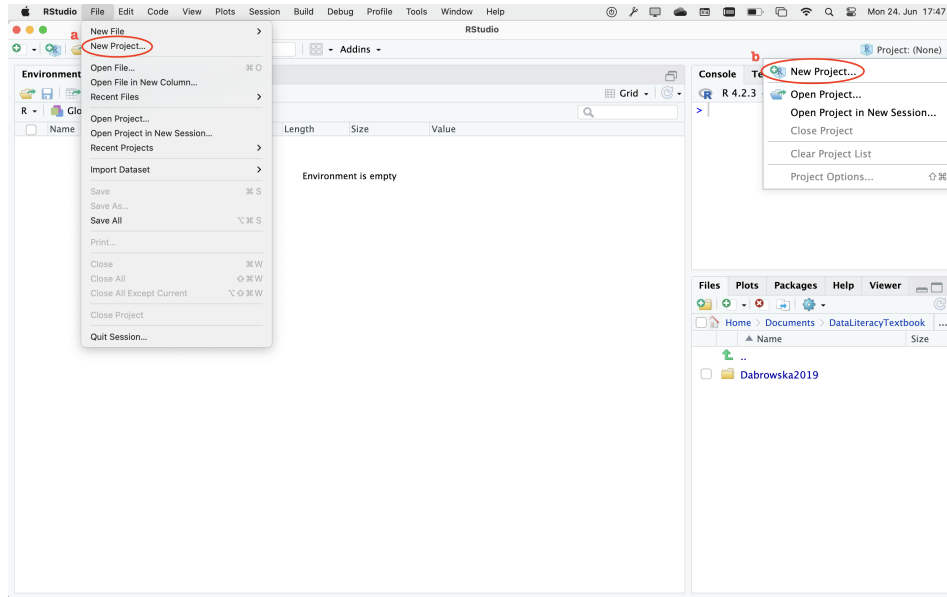 RStudio File Edit Code View Plots Session Build Debug Profile Tools Window Help Mon 24. Jun 17:47
RStudio
a
Addins
Project: (None)
New File
New Project...
Open File... ⌘O
Open File in New Column...
Recent Files
Open Project...
Open Project in New Session...
Recent Projects
Import Dataset
Save ⌘S
Save As...
Save All ⌥⌘S
Print...
Close ⌘W
Close All ⇧⌘W
Close All Except Current ⌥⇧⌘W
Close Project
Quit Session...
Environment
Grid
R Glo
Name Length Size Value
Environment is empty
b
New Project...
Open Project...
Open Project in New Session...
Close Project
Clear Project List
Project Options... ⇧⌘
Console Te
R 4.2.3
>
Files Plots Packages Help Viewer
Home Documents DataLiteracyTextbook ...
Name Size
..
Dabrowska2019